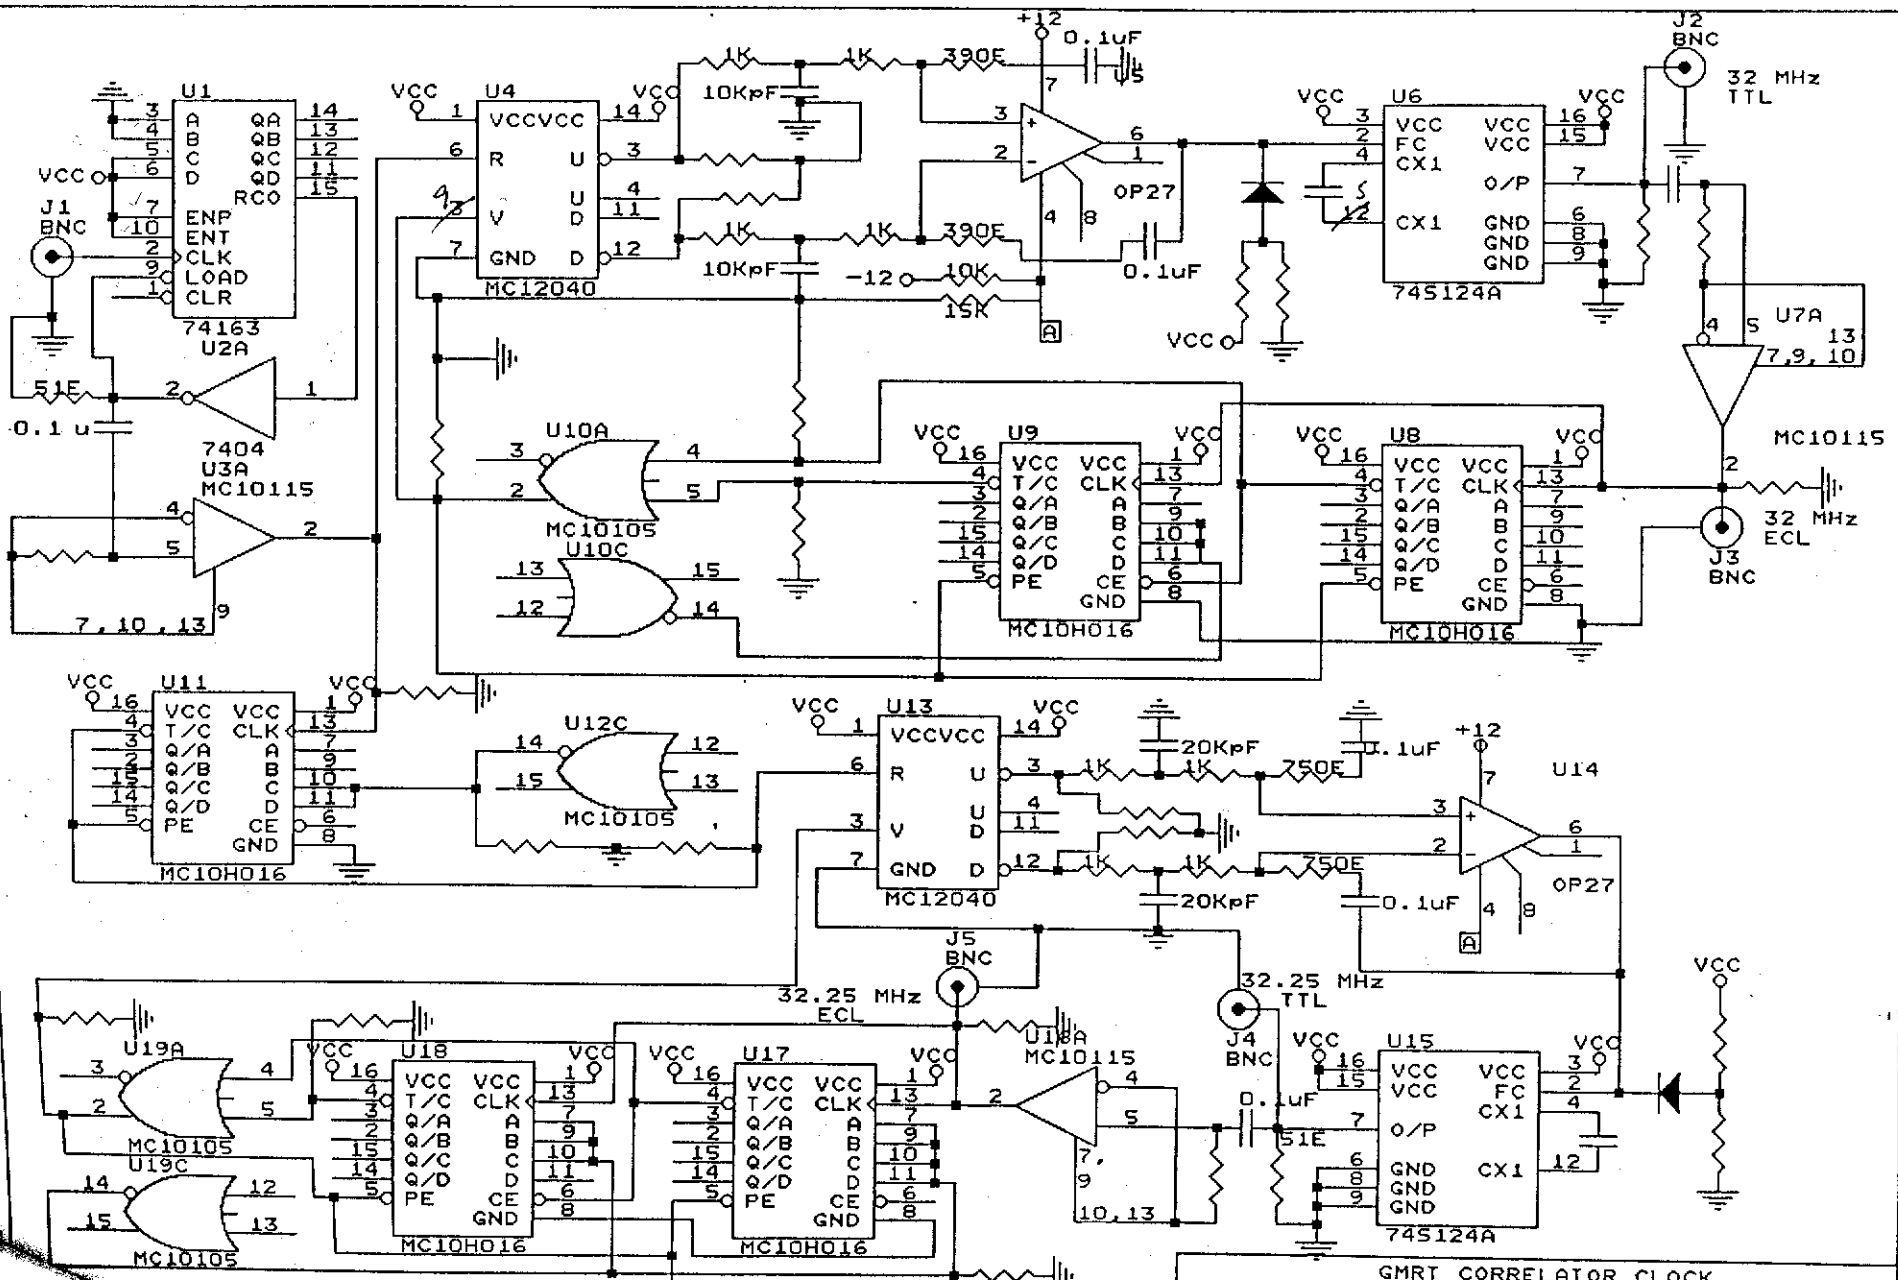 +12
0.1uF
U5
J2
BNC
32 MHz
TTL
U1
3 A QA 14
4 B QB 13
5 C QC 12
6 D QD 11
RCO 15
7 ENP
10 ENT
2 CLK
9 LOAD
1 CLR
74163
VCC
J1
BNC
U2A
51E
2
1
0.1 u
7404
U3A
MC10115
4
5
2
9
7,10,13
VCC
U4
VCC
1 VCCVCC 14
6 R U 3
U 4
V D 11
7 GND D 12
MC12040
9
1K
1K
390E
10KpF
1K
1K
390E
10KpF
-12
10K
15K
A
7
3 +
2 -
6
1
4
8
OP27
0.1uF
VCC
VCC
U6
VCC
3 VCC VCC 16
2 FC VCC 15
4 CX1
O/P 7
12 CX1 GND 6
5
GND 8
GND 9
74S124A
4
5
U7A
13
7,9,10
2
MC10115
32 MHz
ECL
J3
BNC
U10A
3
4
2
5
MC10105
U10C
13
15
12
14
VCC
U9
VCC
16 VCC VCC 1
4 T/C CLK 13
3 Q/A A 7
2 Q/B B 9
15 Q/C C 10
14 Q/D D 11
5 PE CE 6
GND 8
MC10H016
VCC
U8
VCC
16 VCC VCC 1
4 T/C CLK 13
3 Q/A A 7
2 Q/B B 9
15 Q/C C 10
14 Q/D D 11
5 PE CE 6
GND 8
MC10H016
VCC
U11
VCC
16 VCC VCC 1
4 T/C CLK 13
3 Q/A A 7
2 Q/B B 9
15 Q/C C 10
14 Q/D D 11
5 PE CE 6
GND 8
MC10H016
U12C
14
12
15
13
MC10105
VCC
U13
VCC
1 VCCVCC 14
6 R U 3
U 4
3 V D 11
7 GND D 12
MC12040
20KpF
1K
1K
750E
0.1uF
1K
1K
750E
20KpF
0.1uF
+12
U14
7
3 +
2 -
6
1
4
8
OP27
A
J5
BNC
32.25 MHz
ECL
32.25 MHz
TTL
J4
BNC
VCC
U19A
3
4
2
5
MC10105
U19C
14
12
15
13
MC10105
VCC
U18
VCC
16 VCC VCC 1
4 T/C CLK 13
3 Q/A A 7
2 Q/B B 9
15 Q/C C 10
14 Q/D D 11
5 PE CE 6
GND 8
MC10H016
VCC
U17
VCC
16 VCC VCC 1
4 T/C CLK 13
3 Q/A A 7
2 Q/B B 9
15 Q/C C 10
14 Q/D D 11
5 PE CE 6
GND 8
MC10H016
MC10115
2
4
5
7,
9
10,13
0.1uF
51E
VCC
U15
VCC
16 VCC VCC 3
15 VCC FC 2
CX1 4
7 O/P
6 GND CX1 12
8 GND
9 GND
74S124A
GMRT CORRELATOR CLOCK